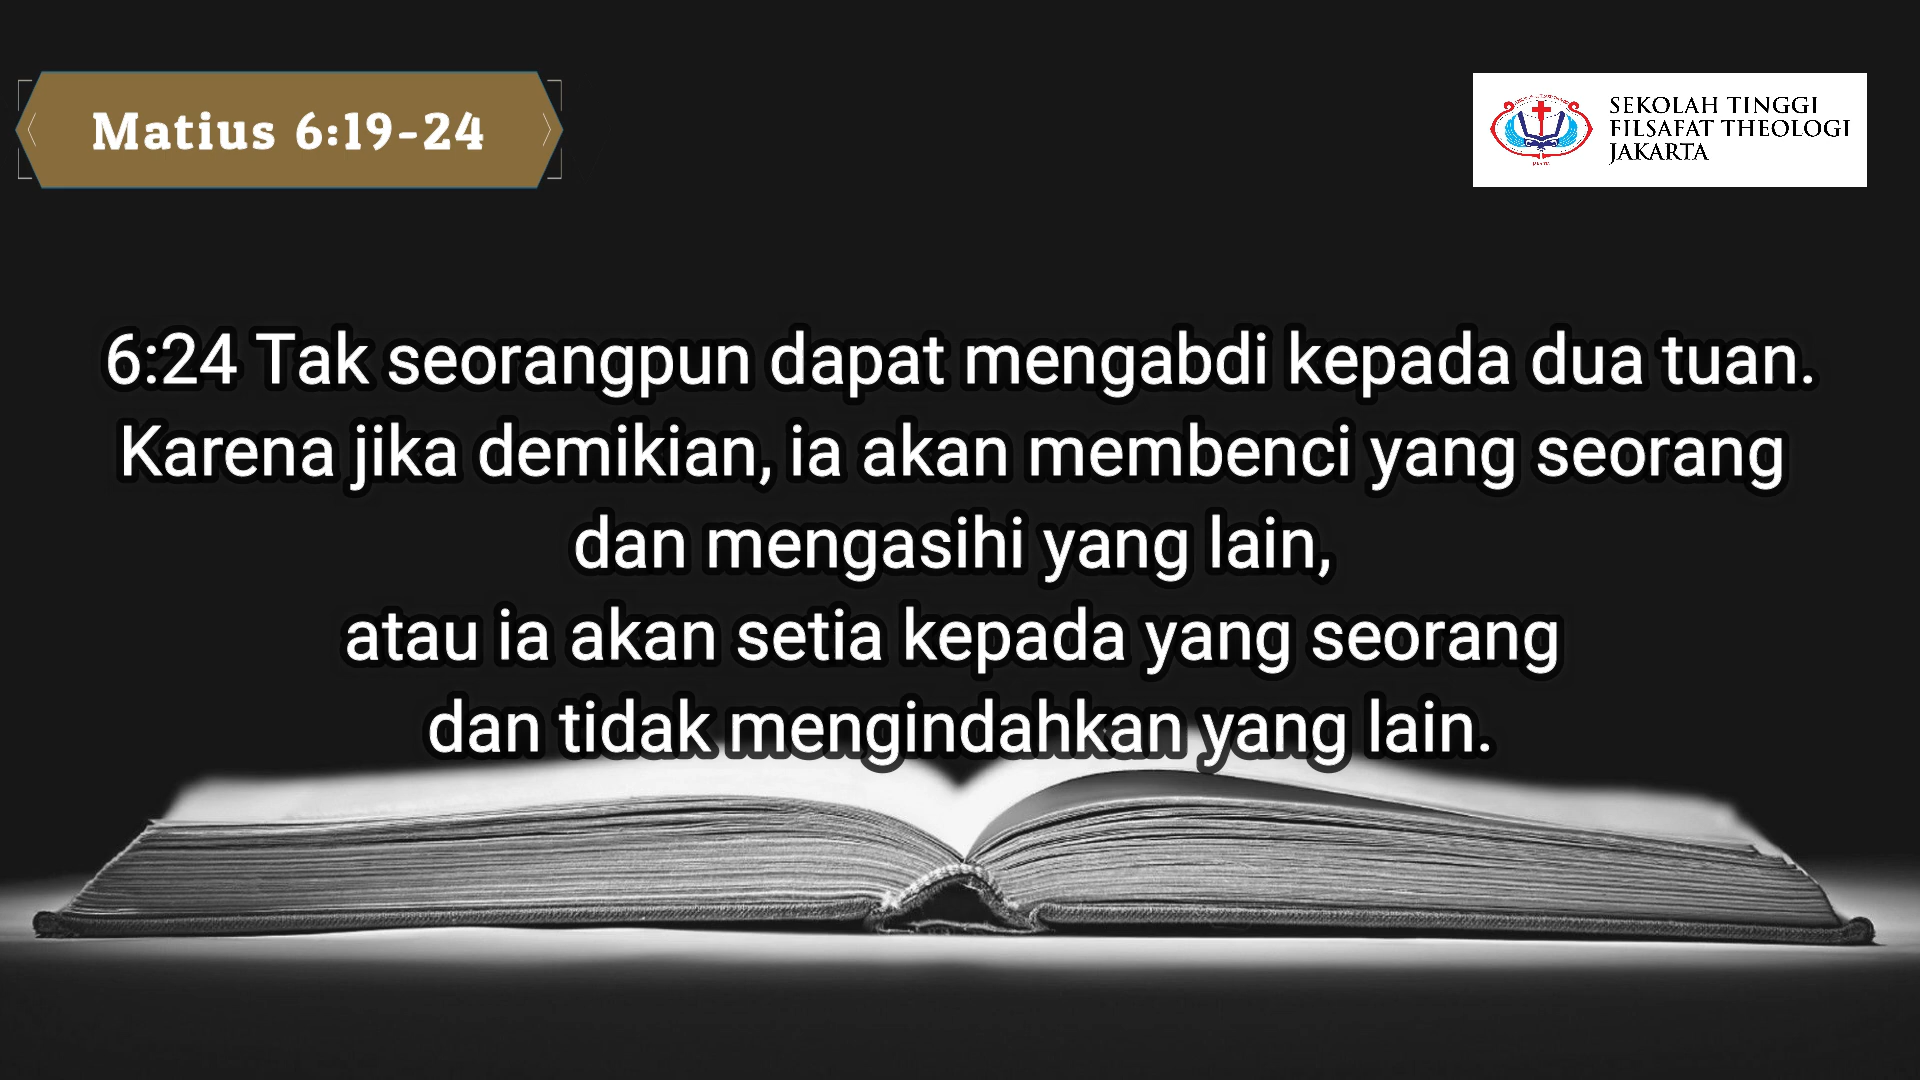 Matius 6:19-24
SEKOLAH TINGGI
FILSAFAT THEOLOGI
JAKARTA
6:24 Tak seorangpun dapat mengabdi kepada dua tuan.
Karena jika demikian, ia akan membenci yang seorang
dan mengasihi yang lain,
atau ia akan setia kepada yang seorang
dan tidak mengindahkan yang lain.